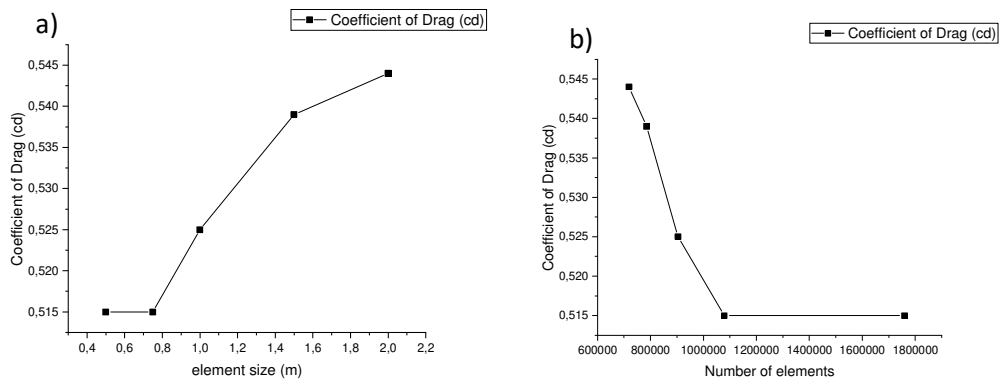 a)
Coefficient of Drag (cd)
0,545
0,540
0,535
0,530
0,525
0,520
0,515
Coefficient of Drag (cd)
0,4 0,6 0,8 1,0 1,2 1,4 1,6 1,8 2,0 2,2
element size (m)
b)
Coefficient of Drag (cd)
0,545
0,540
0,535
0,530
0,525
0,520
0,515
Coefficient of Drag (cd)
600000 800000 1000000 1200000 1400000 1600000 1800000
Number of elements